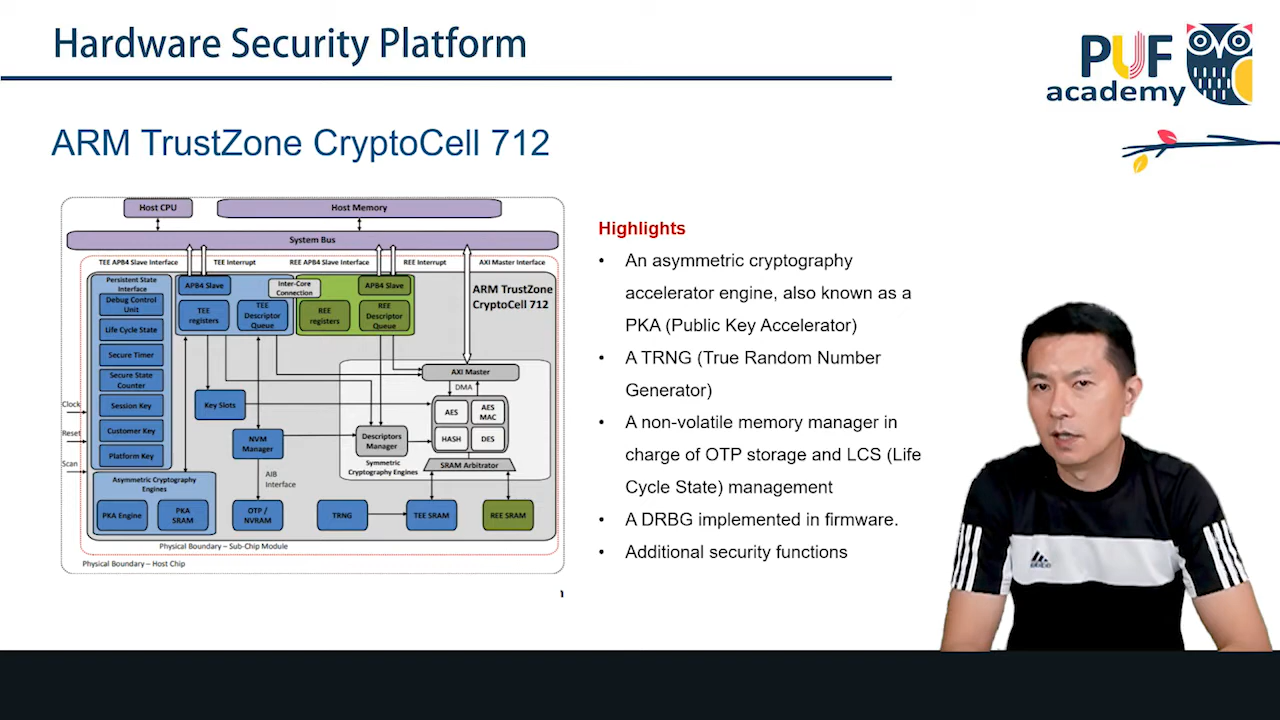 Hardware Security Platform
PUF
academy
ARM TrustZone CryptoCell 712
Host CPU
Host Memory
System Bus
TEE APB4 Slave Interface
TEE Interrupt
REE APB4 Slave Interface
REE Interrupt
AXI Master Interface
Persistent State
Interface
Debug Control
Unit
Life Cycle State
Secure Timer
Secure State
Counter
Session Key
Customer Key
Platform Key
APB4 Slave
TEE
registers
TEE
Descriptor
Queue
Inter-Core
Connection
APB4 Slave
REE
registers
REE
Descriptor
Queue
ARM TrustZone
CryptoCell 712
AXI Master
DMA
AES
AES
MAC
HASH
DES
SRAM Arbitrator
Descriptors
Manager
Symmetric
Cryptography Engines
Key Slots
NVM
Manager
AIB
Interface
Clock
Reset
Scan
Asymmetric Cryptography
Engines
PKA Engine
PKA
SRAM
OTP /
NVRAM
TRNG
TEE SRAM
REE SRAM
Physical Boundary – Sub-Chip Module
Physical Boundary – Host Chip
Highlights
• An asymmetric cryptography
accelerator engine, also known as a
PKA (Public Key Accelerator)
• A TRNG (True Random Number
Generator)
• A non-volatile memory manager in
charge of OTP storage and LCS (Life
Cycle State) management
• A DRBG implemented in firmware.
• Additional security functions